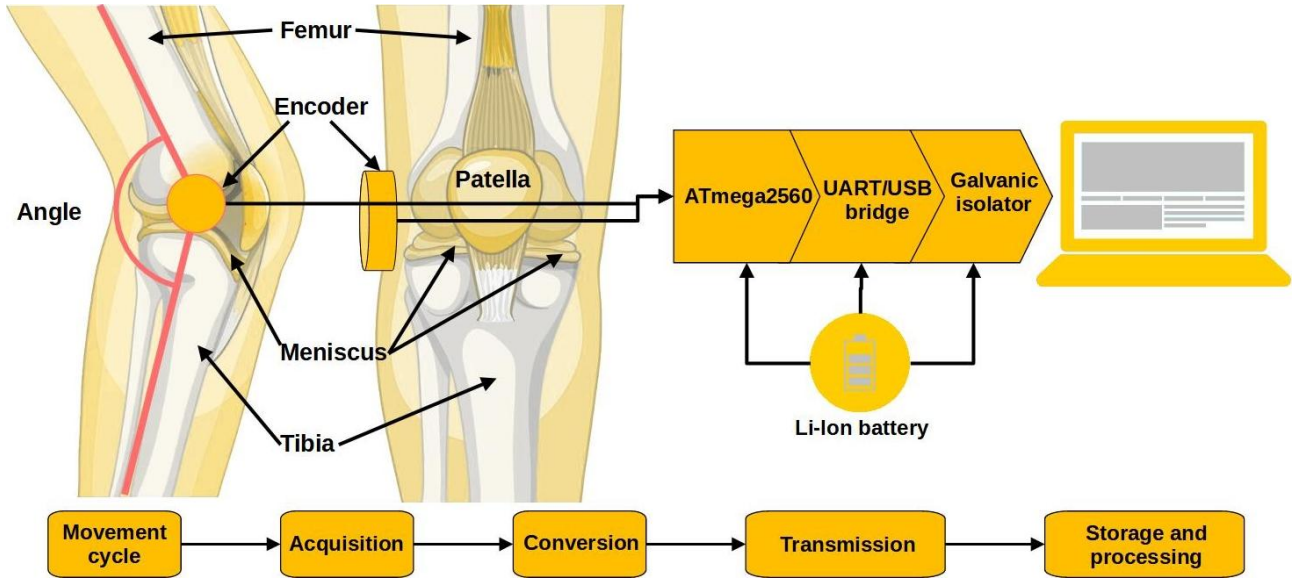 Femur
Encoder
Angle
Patella
Meniscus
Tibia
ATmega2560
UART/USB
bridge
Galvanic
isolator
Li-Ion battery
Movement
cycle
Acquisition
Conversion
Transmission
Storage and
processing